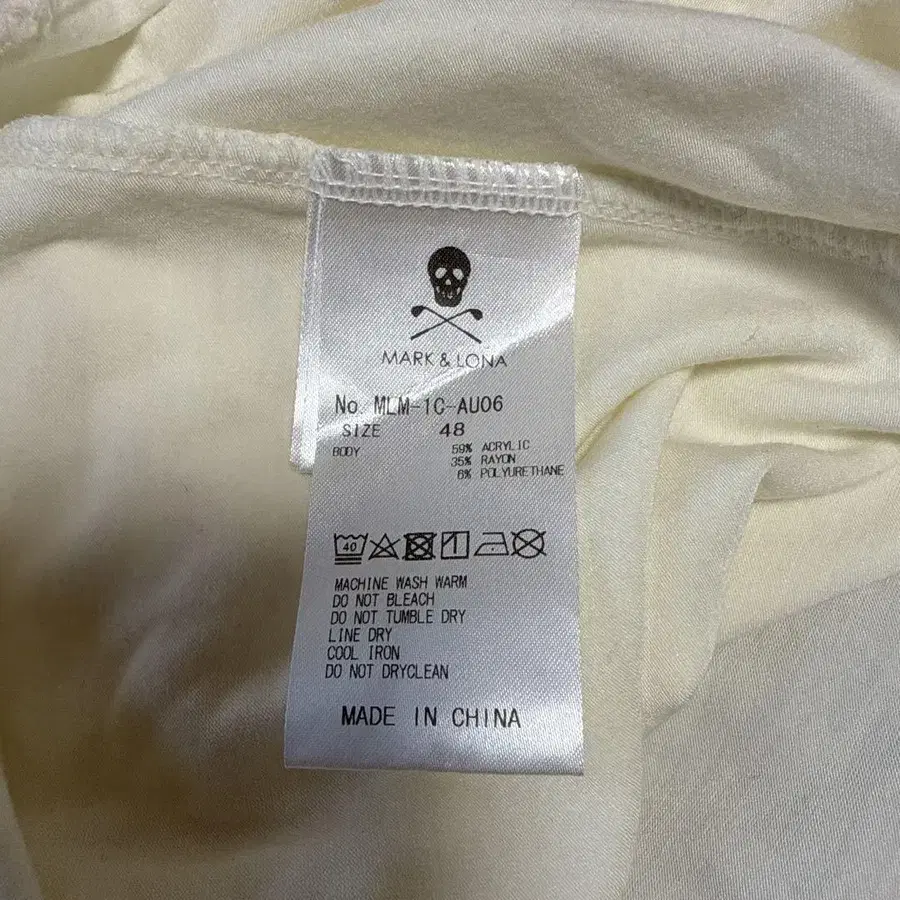 MARK & LONA
No. MLM-1C-AU06
SIZE 48
BODY 59% ACRYLIC
35% RAYON
6% POLYURETHANE
40
MACHINE WASH WARM
DO NOT BLEACH
DO NOT TUMBLE DRY
LINE DRY
COOL IRON
DO NOT DRYCLEAN
MADE IN CHINA